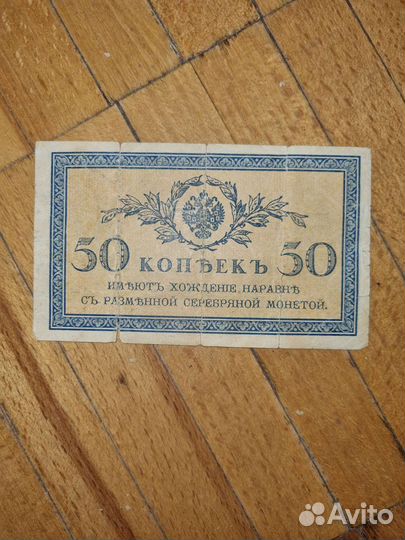 50 КОПѢЕКЪ 50
ИМѢЮТЪ ХОЖДЕНІЕ НАРАВНѢ
СЪ РАЗМѢННОЙ СЕРЕБРЯНОЙ МОНЕТОЙ.
Avito